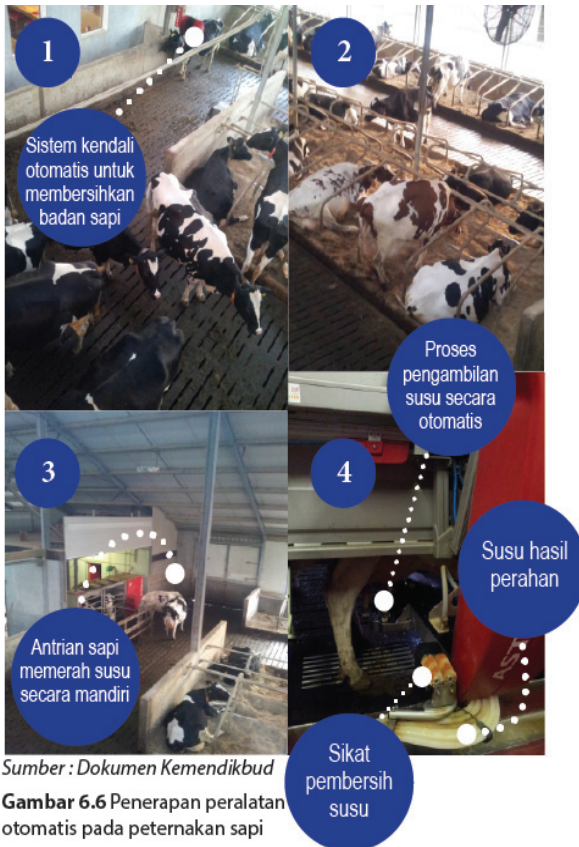 1
Sistem kendali
otomatis untuk
membersihkan
badan sapi
2
3
Antrian sapi
memerah susu
secara mandiri
Proses
pengambilan
susu secara
otomatis
4
Susu hasil
perahan
AST
Sikat
pembersih
susu
Sumber : Dokumen Kemendikbud
Gambar 6.6 Penerapan peralatan
otomatis pada peternakan sapi